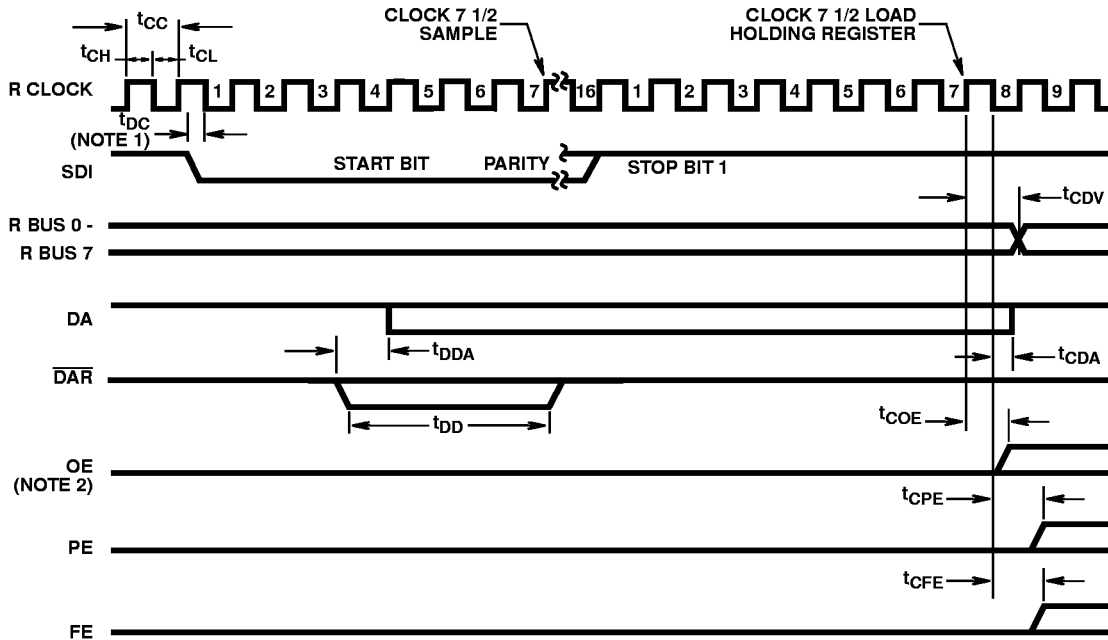 tCC
CLOCK 7 1/2
SAMPLE
CLOCK 7 1/2 LOAD
HOLDING REGISTER
tCH
tCL
R CLOCK
1 2 3 4 5 6 7 16 1 2 3 4 5 6 7 8 9
tDC
(NOTE 1)
SDI
START BIT
PARITY
STOP BIT 1
tCDV
R BUS 0 -
R BUS 7
DA
tDDA
tCDA
DAR
tDD
tCOE
OE
(NOTE 2)
tCPE
PE
tCFE
FE